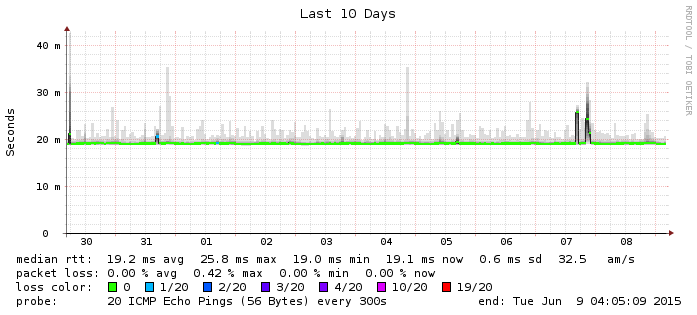 Last 10 Days
RRDTOOL / TOBI OETIKER
Seconds
40 m
30 m
20 m
10 m
0
30 31 01 02 03 04 05 06 07 08
median rtt: 19.2 ms avg 25.8 ms max 19.0 ms min 19.1 ms now 0.6 ms sd 32.5 am/s
packet loss: 0.00 % avg 0.42 % max 0.00 % min 0.00 % now
loss color: 0 1/20 2/20 3/20 4/20 10/20 19/20
probe: 20 ICMP Echo Pings (56 Bytes) every 300s end: Tue Jun 9 04:05:09 2015